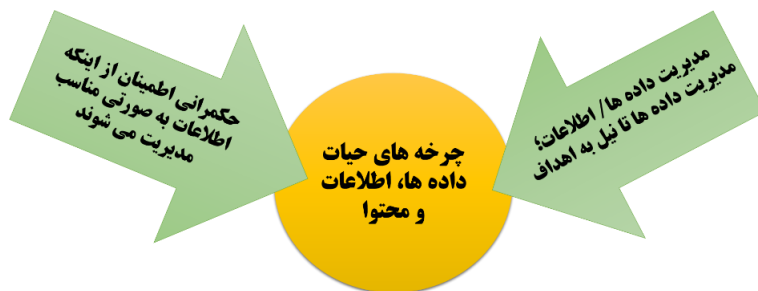 حکمرانی اطمینان از اینکه
اطلاعات به صورتی مناسب
مدیریت می شوند
چرخه های حیات
داده ها، اطلاعات
و محتوا
مدیریت داده ها/ اطلاعات؛
مدیریت داده ها تا نیل به اهداف